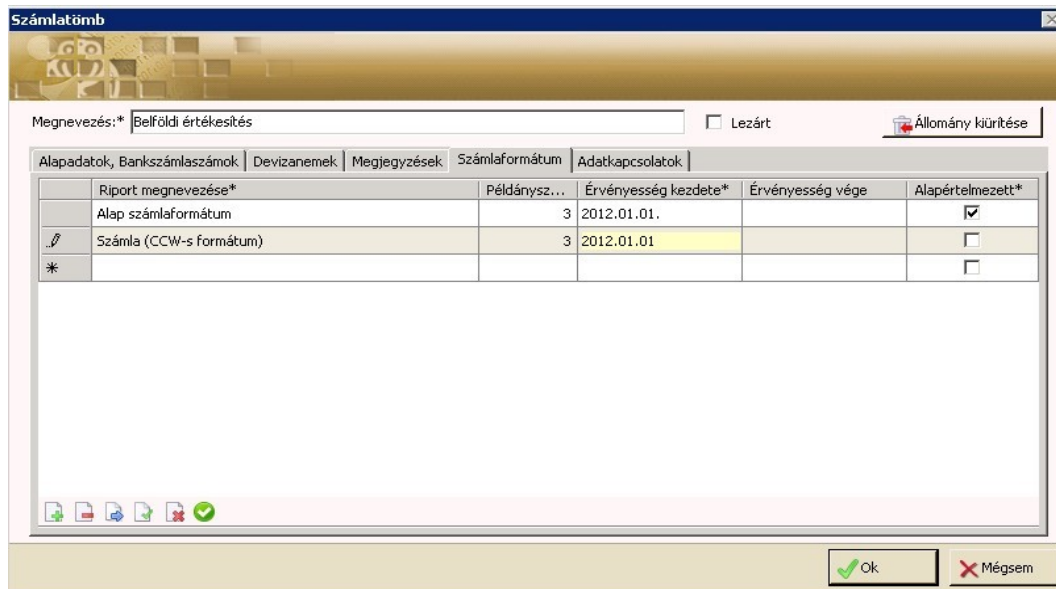 Számlatömb
Megnevezés:* Belföldi értékesítés Lezárt Állomány kiürítése
Alapadatok, Bankszámlaszámok Devizanemek Megjegyzések Számlaformátum Adatkapcsolatok
Riport megnevezése* Példánysz... Érvényesség kezdete* Érvényesség vége Alapértelmezett*
Alap számlaformátum 3 2012.01.01.
Számla (CCW-s formátum) 3 2012.01.01
Ok Mégsem